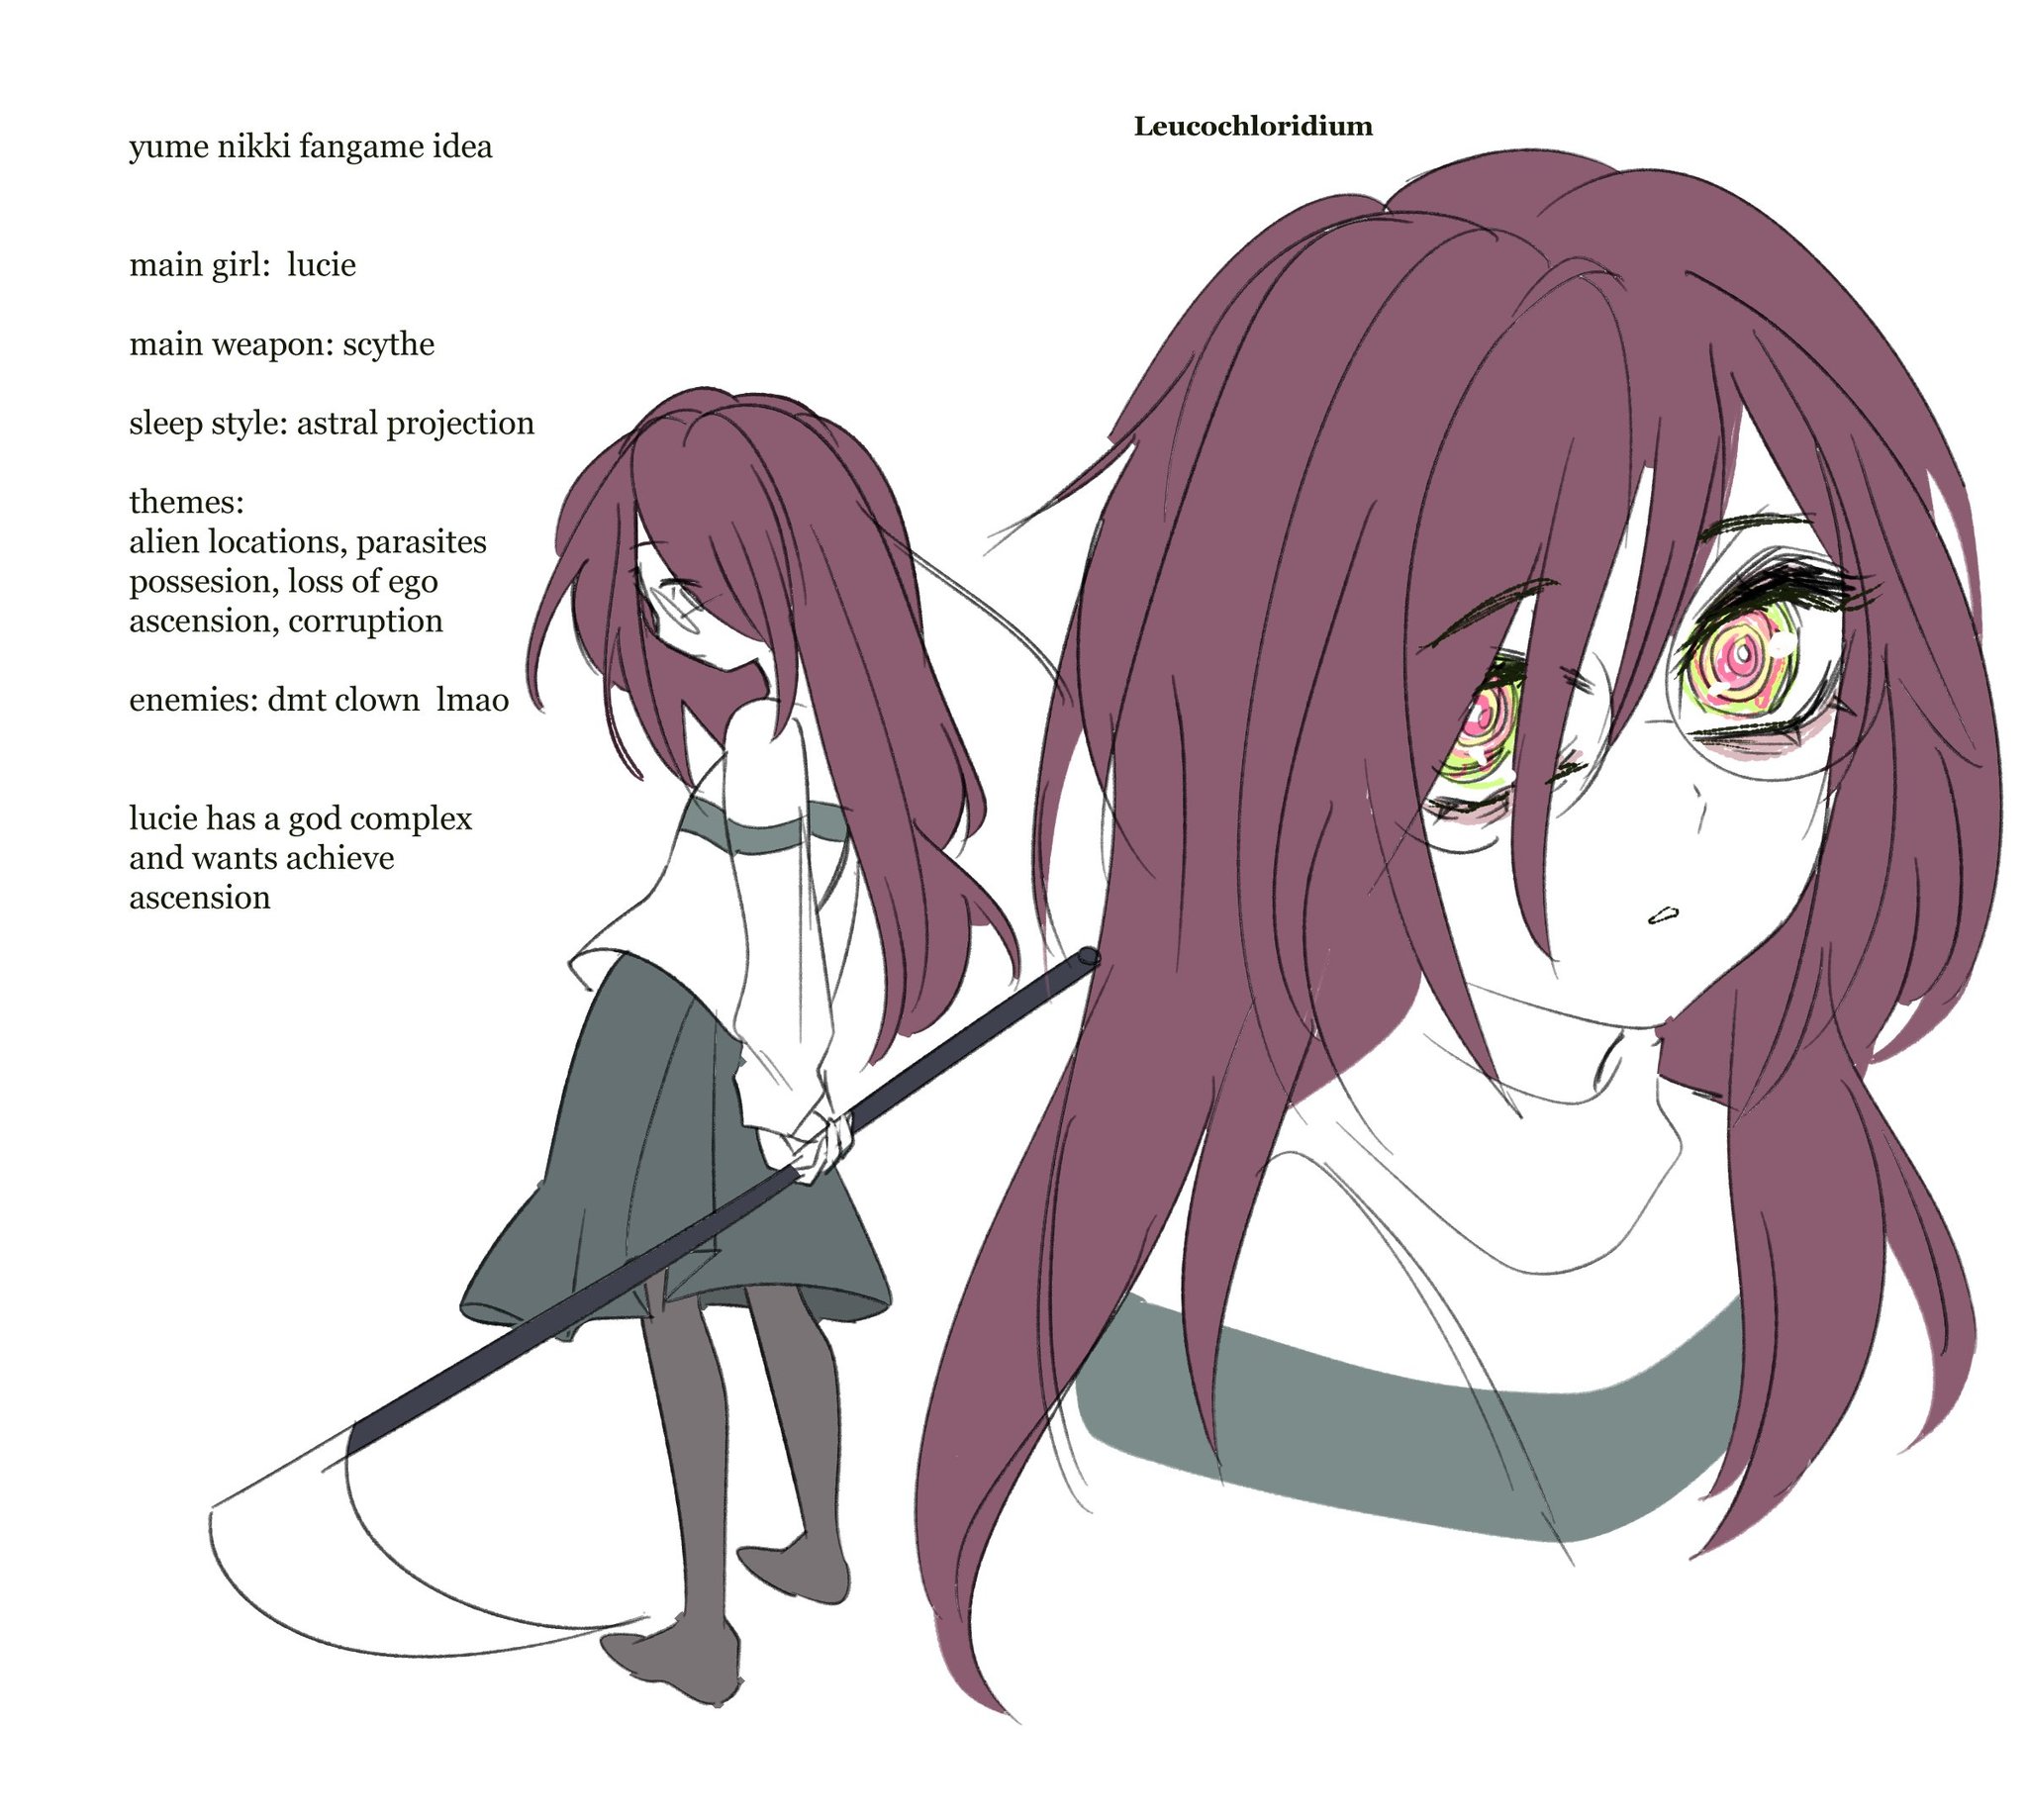 yume nikki fangame idea
Leucochloridium
main girl:  lucie
main weapon: scythe
sleep style: astral projection
themes:
alien locations, parasites
possesion, loss of ego
ascension, corruption
enemies: dmt clown  lmao
lucie has a god complex
and wants achieve
ascension